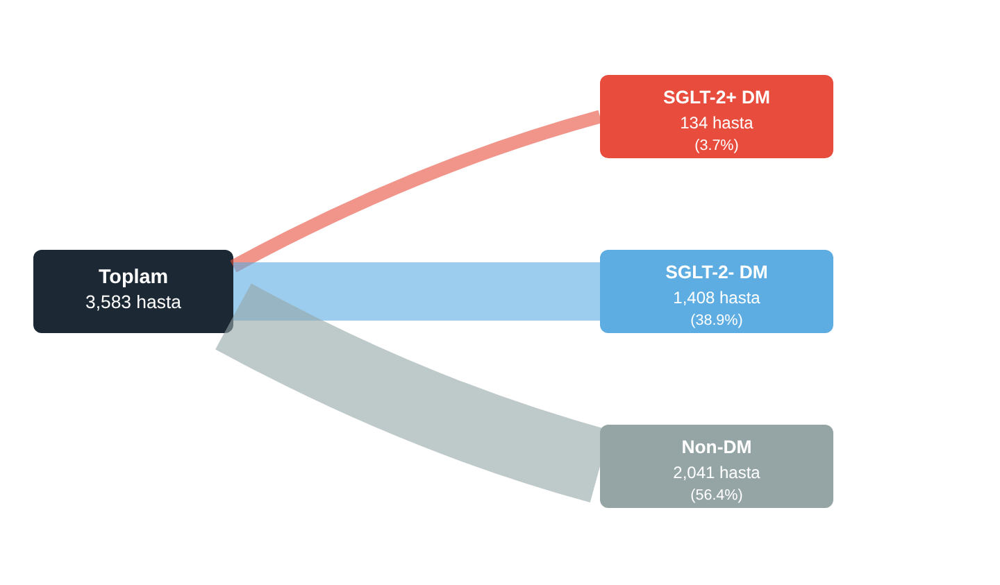 Toplam
3,583 hasta
SGLT-2+ DM
134 hasta
(3.7%)
SGLT-2- DM
1,408 hasta
(38.9%)
Non-DM
2,041 hasta
(56.4%)